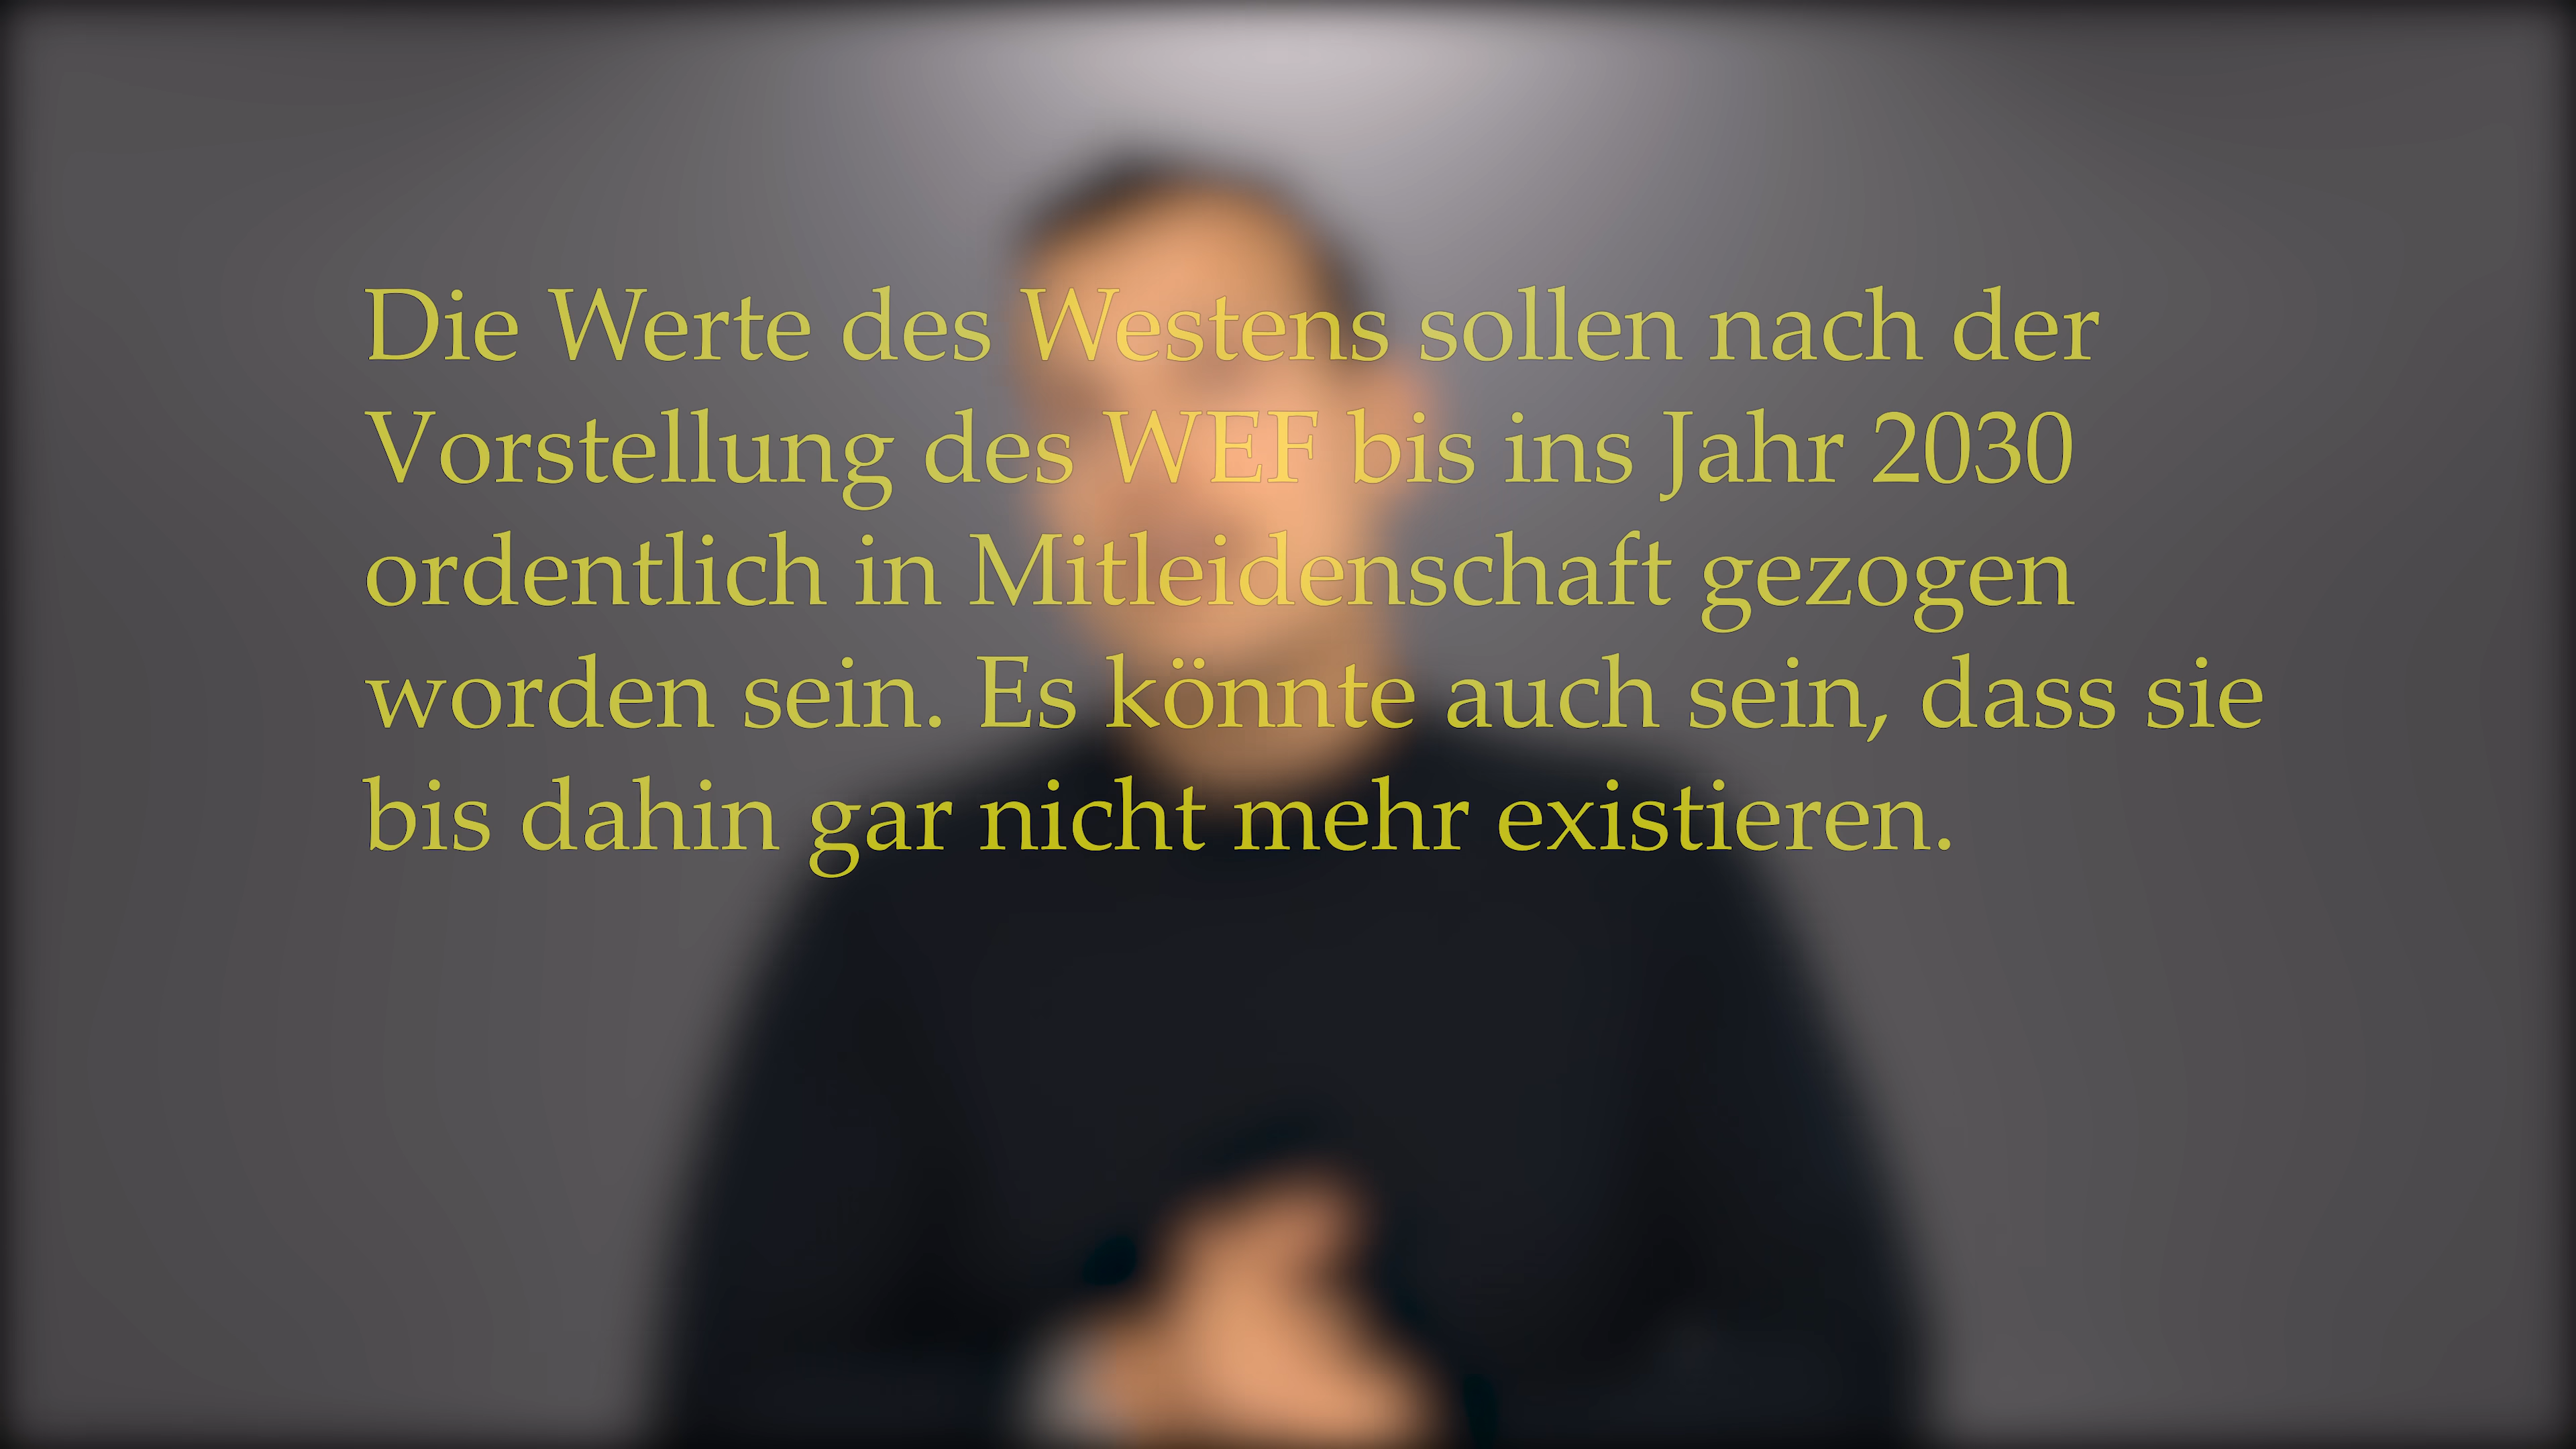 Die Werte des Westens sollen nach der
Vorstellung des WEF bis ins Jahr 2030
ordentlich in Mitleidenschaft gezogen
worden sein. Es könnte auch sein, dass sie
bis dahin gar nicht mehr existieren.